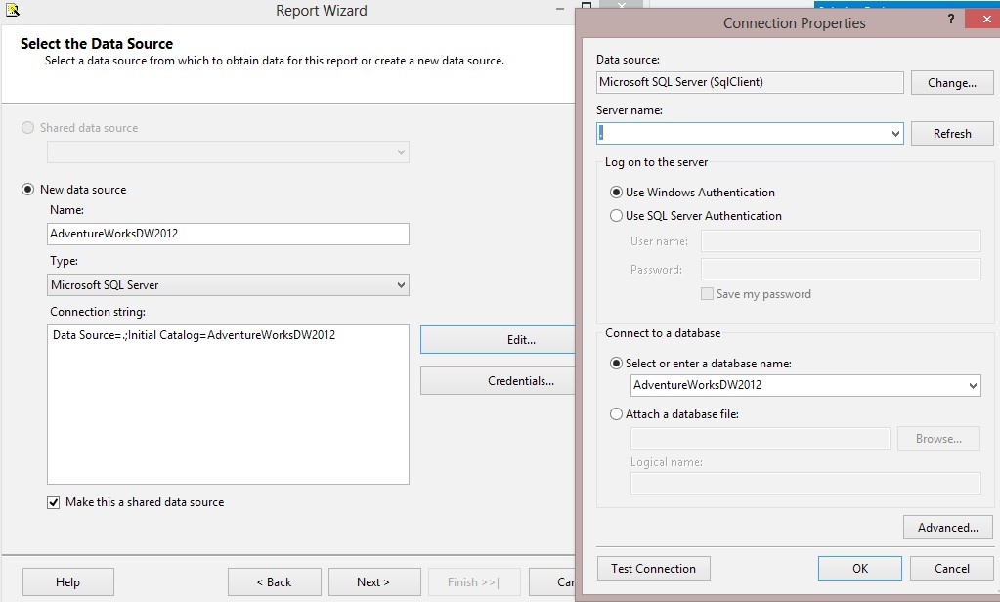 Report Wizard
Select the Data Source
Select a data source from which to obtain data for this report or create a new data source.
Shared data source
New data source
Name:
AdventureWorksDW2012
Type:
Microsoft SQL Server
Connection string:
Data Source=.;Initial Catalog=AdventureWorksDW2012
Edit...
Credentials...
Make this a shared data source
Help
< Back
Next >
Finish >>|
Connection Properties
?
Data source:
Microsoft SQL Server (SqlClient)
Change...
Server name:
.
Refresh
Log on to the server
Use Windows Authentication
Use SQL Server Authentication
User name:
Password:
Save my password
Connect to a database
Select or enter a database name:
AdventureWorksDW2012
Attach a database file:
Browse...
Logical name:
Advanced...
Test Connection
OK
Cancel